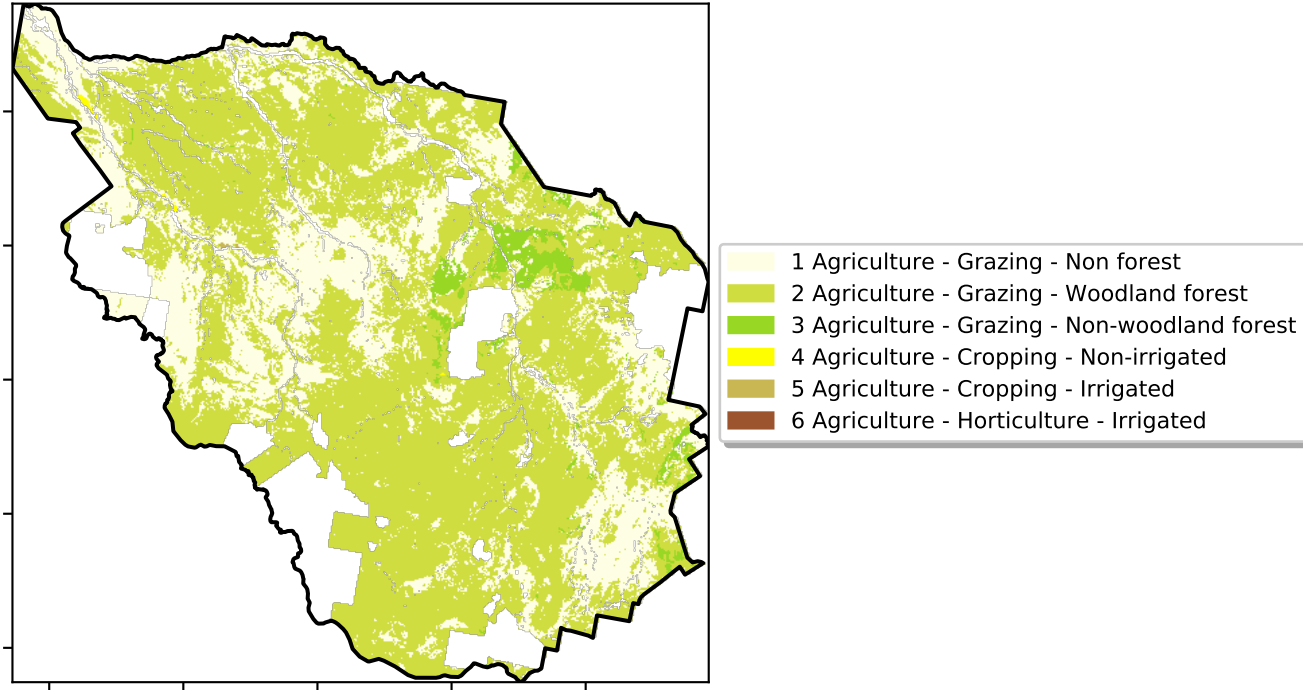 1 Agriculture - Grazing - Non forest
2 Agriculture - Grazing - Woodland forest
3 Agriculture - Grazing - Non-woodland forest
4 Agriculture - Cropping - Non-irrigated
5 Agriculture - Cropping - Irrigated
6 Agriculture - Horticulture - Irrigated